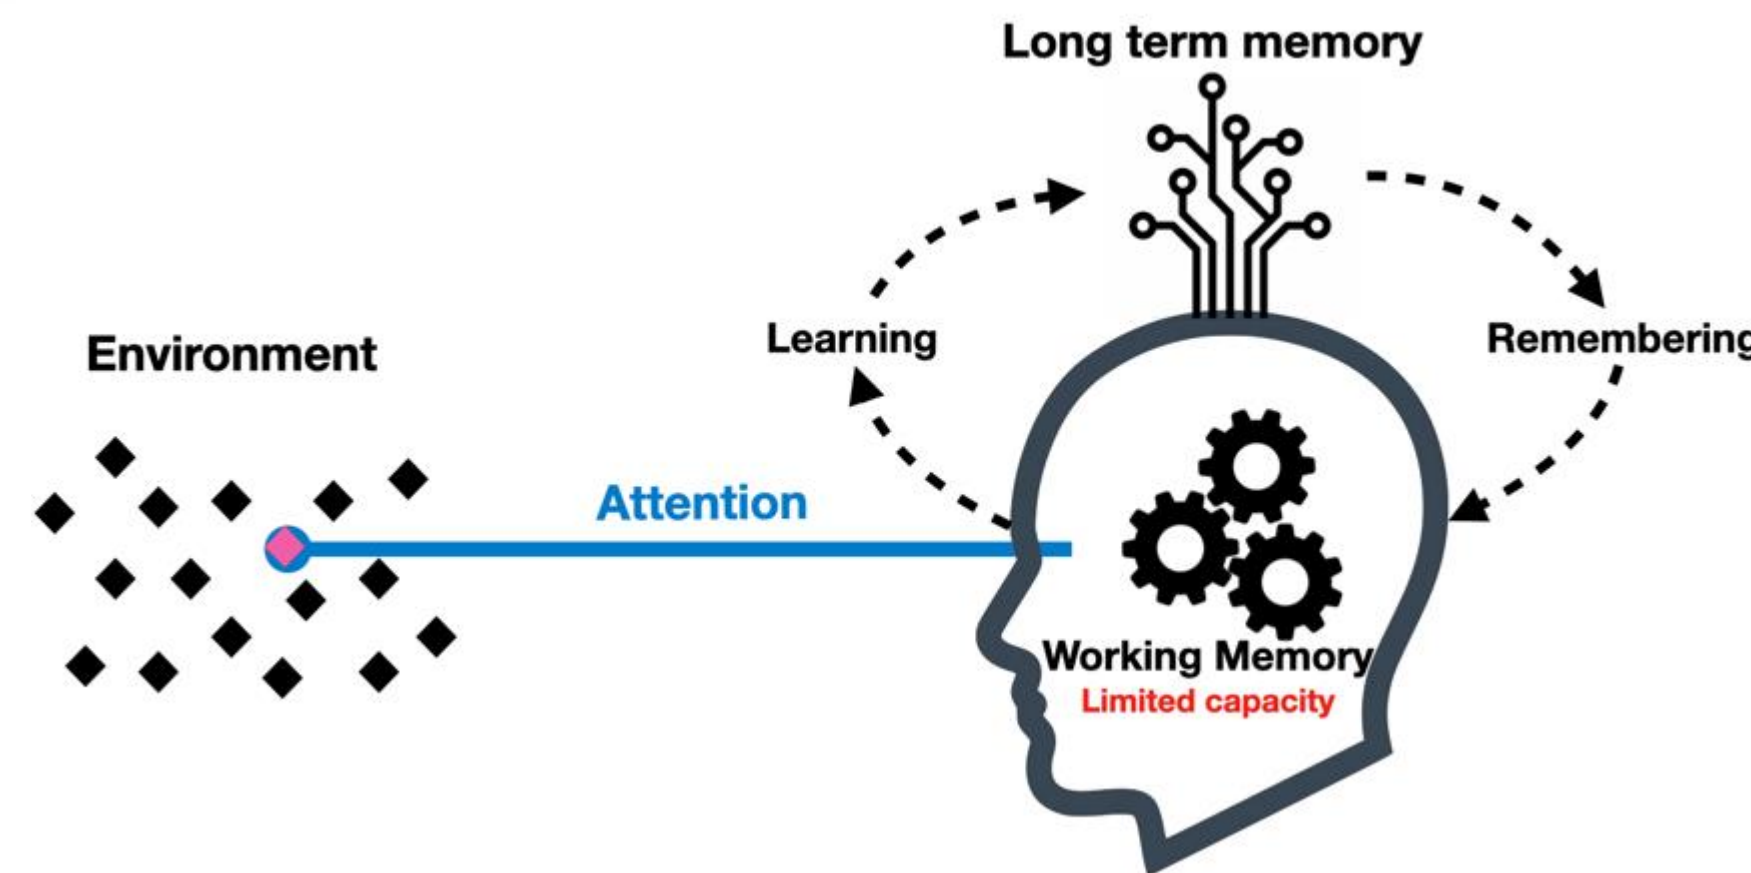 Long term memory
Learning
Remembering
Environment
Attention
Working Memory
Limited capacity